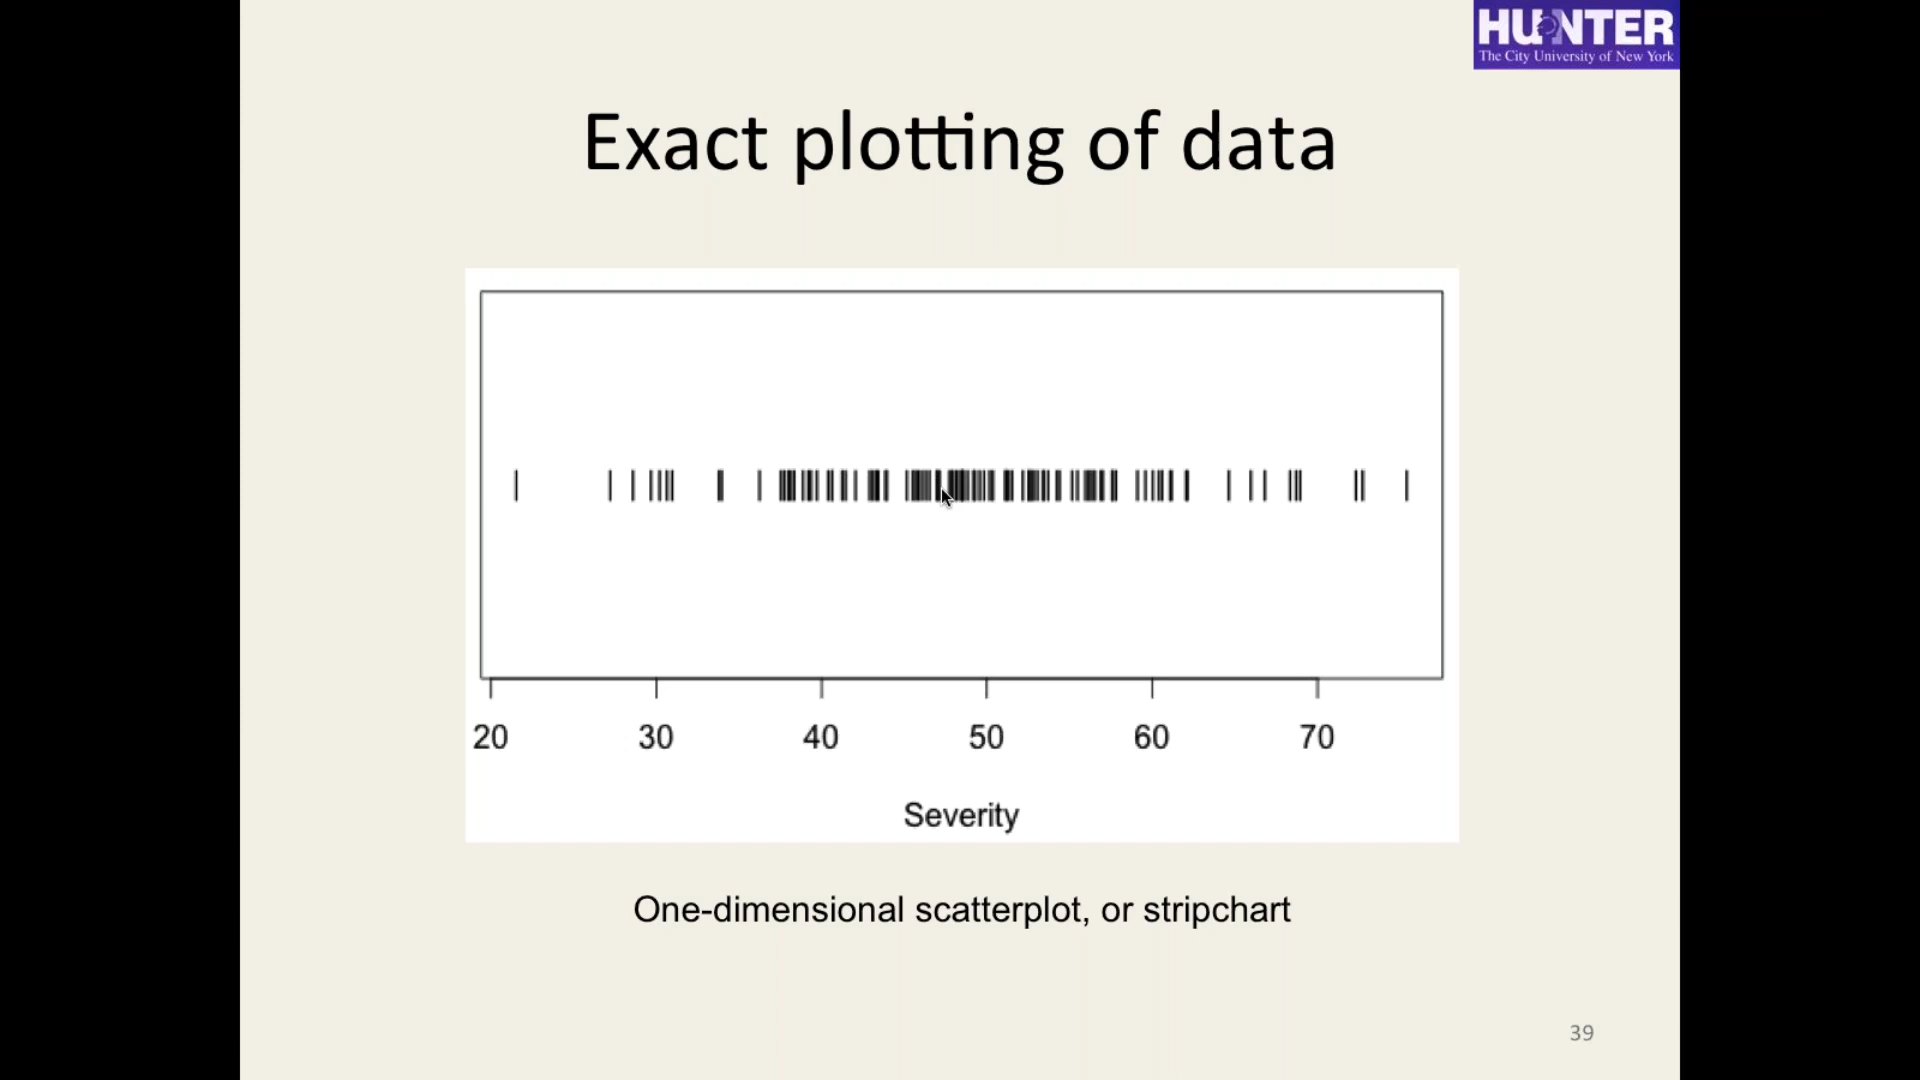 HUNTER
The City University of New York
Exact plotting of data
20 30 40 50 60 70
Severity
One-dimensional scatterplot, or stripchart
39